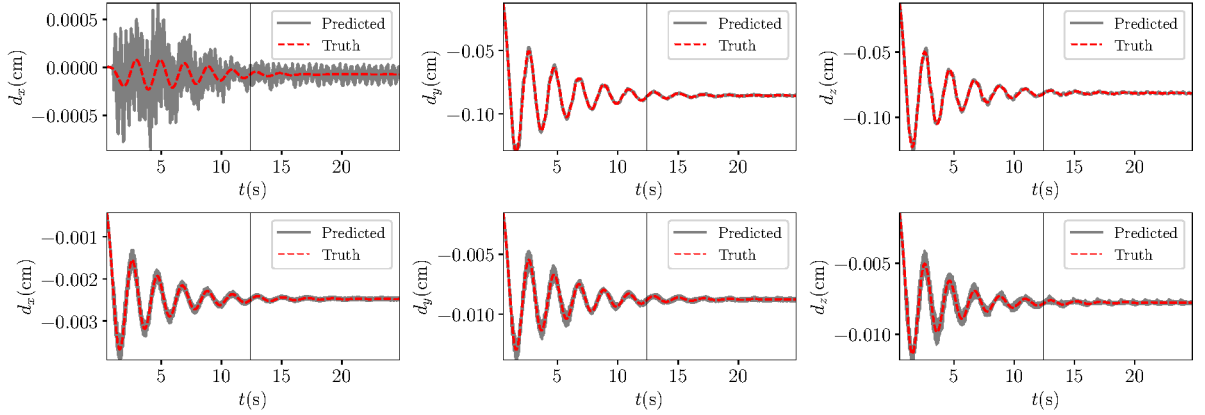 0.0005
0.0000
−0.0005
d_x(cm)
Predicted
Truth
5 10 15 20
t(s)
−0.05
−0.10
d_y(cm)
Predicted
Truth
5 10 15 20
t(s)
−0.05
−0.10
d_z(cm)
Predicted
Truth
5 10 15 20
t(s)
−0.001
−0.002
−0.003
d_x(cm)
Predicted
Truth
5 10 15 20
t(s)
−0.005
−0.010
d_y(cm)
Predicted
Truth
5 10 15 20
t(s)
−0.005
−0.010
d_z(cm)
Predicted
Truth
5 10 15 20
t(s)